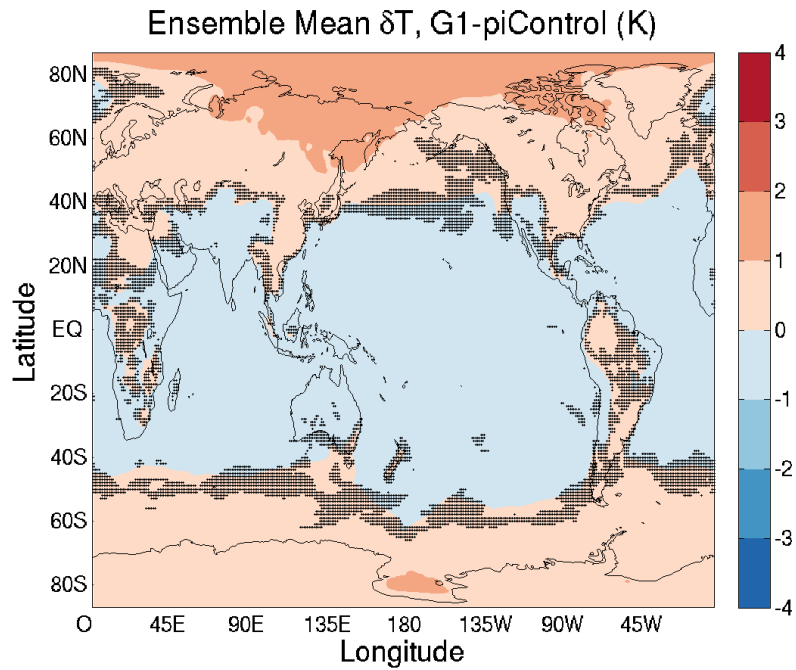 Ensemble Mean δT, G1-piControl (K)
80N
60N
40N
20N
EQ
20S
40S
60S
80S
Latitude
O 45E 90E 135E 180 135W 90W 45W
Longitude
4
3
2
1
0
-1
-2
-3
-4